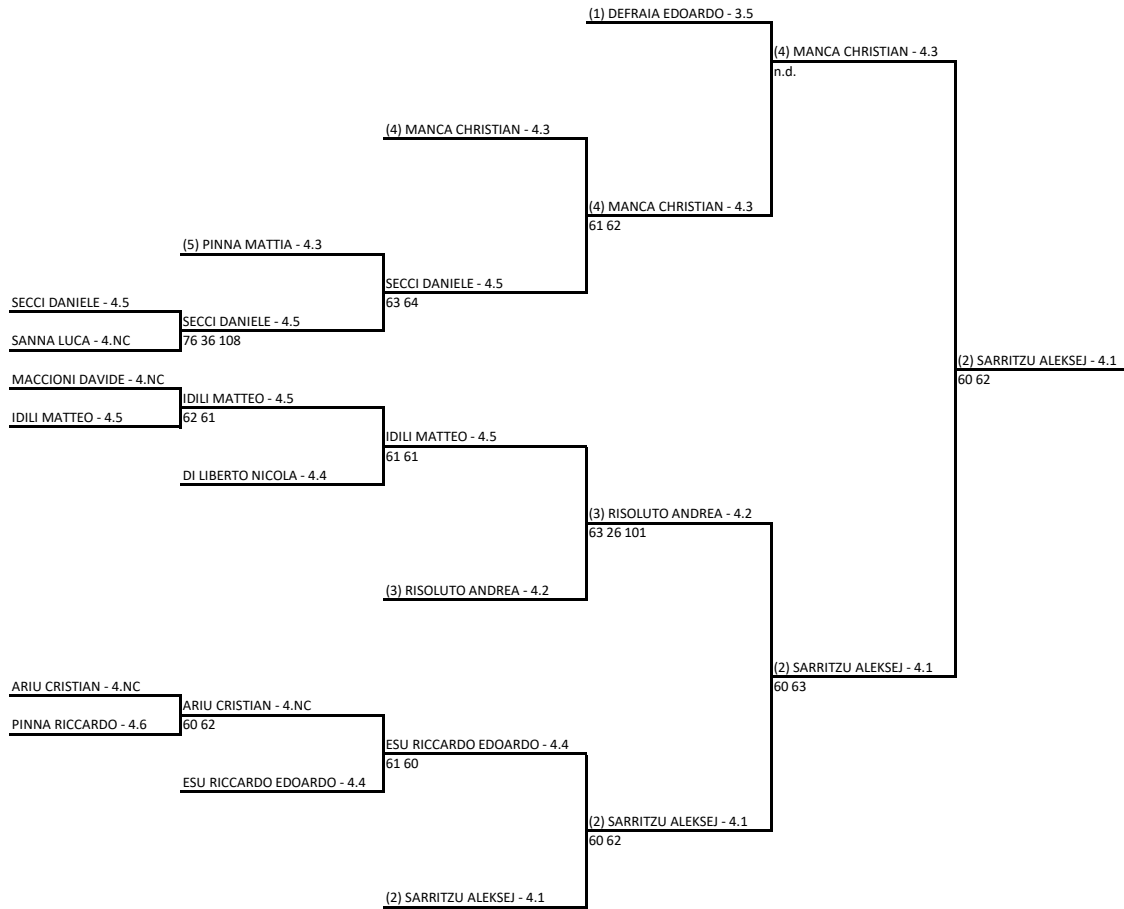 (1) DEFRAIA EDOARDO - 3.5
(4) MANCA CHRISTIAN - 4.3
n.d.
(4) MANCA CHRISTIAN - 4.3
(4) MANCA CHRISTIAN - 4.3
61 62
(5) PINNA MATTIA - 4.3
SECCI DANIELE - 4.5
63 64
SECCI DANIELE - 4.5
SECCI DANIELE - 4.5
76 36 108
SANNA LUCA - 4.NC
(2) SARRITZU ALEKSEJ - 4.1
60 62
MACCIONI DAVIDE - 4.NC
IDILI MATTEO - 4.5
62 61
IDILI MATTEO - 4.5
IDILI MATTEO - 4.5
61 61
DI LIBERTO NICOLA - 4.4
(3) RISOLUTO ANDREA - 4.2
63 26 101
(3) RISOLUTO ANDREA - 4.2
(2) SARRITZU ALEKSEJ - 4.1
60 63
ARIU CRISTIAN - 4.NC
ARIU CRISTIAN - 4.NC
60 62
PINNA RICCARDO - 4.6
ESU RICCARDO EDOARDO - 4.4
61 60
ESU RICCARDO EDOARDO - 4.4
(2) SARRITZU ALEKSEJ - 4.1
60 62
(2) SARRITZU ALEKSEJ - 4.1